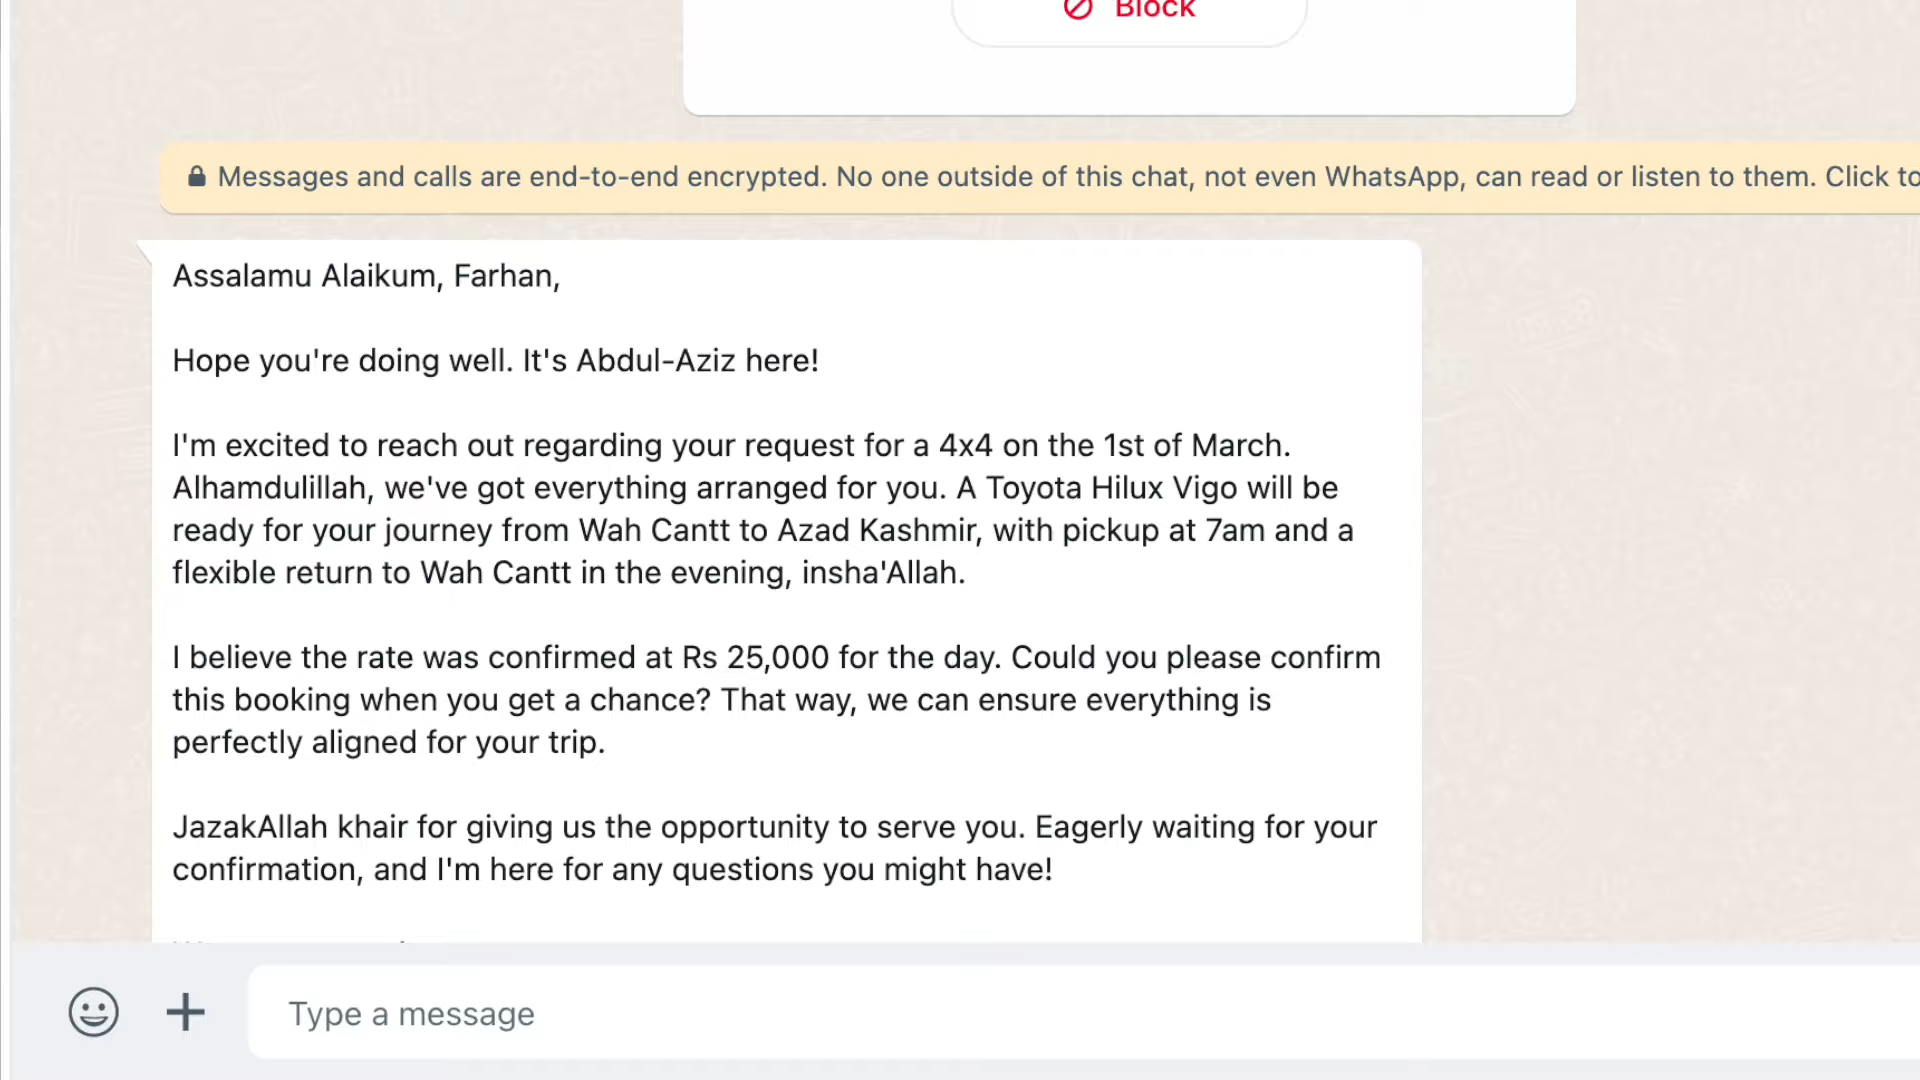 Block
Messages and calls are end-to-end encrypted. No one outside of this chat, not even WhatsApp, can read or listen to them. Click to
Assalamu Alaikum, Farhan,
Hope you're doing well. It's Abdul-Aziz here!
I'm excited to reach out regarding your request for a 4x4 on the 1st of March.
Alhamdulillah, we've got everything arranged for you. A Toyota Hilux Vigo will be
ready for your journey from Wah Cantt to Azad Kashmir, with pickup at 7am and a
flexible return to Wah Cantt in the evening, insha'Allah.
I believe the rate was confirmed at Rs 25,000 for the day. Could you please confirm
this booking when you get a chance? That way, we can ensure everything is
perfectly aligned for your trip.
JazakAllah khair for giving us the opportunity to serve you. Eagerly waiting for your
confirmation, and I'm here for any questions you might have!
Type a message